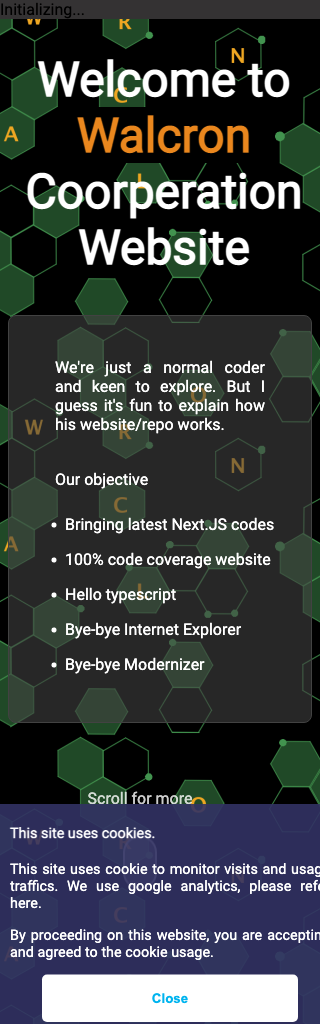 Initializing...
Welcome to
Walcron
Coorperation
Website
We're just a normal coder
and keen to explore. But I
guess it's fun to explain how
his website/repo works.
Our objective
Bringing latest Next.JS codes
100% code coverage website
Hello typescript
Bye-bye Internet Explorer
Bye-bye Modernizer
Scroll for more
This site uses cookies.
This site uses cookie to monitor visits and usag
traffics. We use google analytics, please refe
here.
By proceeding on this website, you are acceptin
and agreed to the cookie usage.
Close